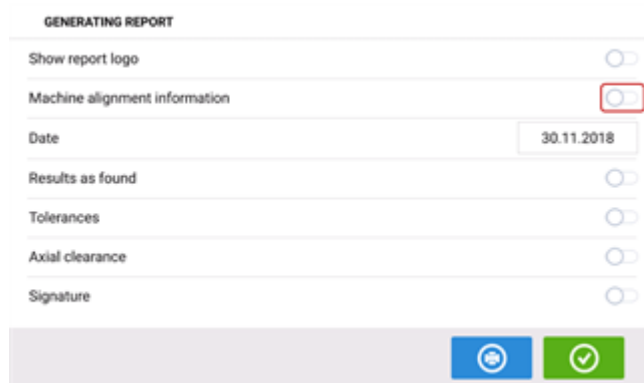 GENERATING REPORT
Show report logo
Machine alignment information
Date 30.11.2018
Results as found
Tolerances
Axial clearance
Signature